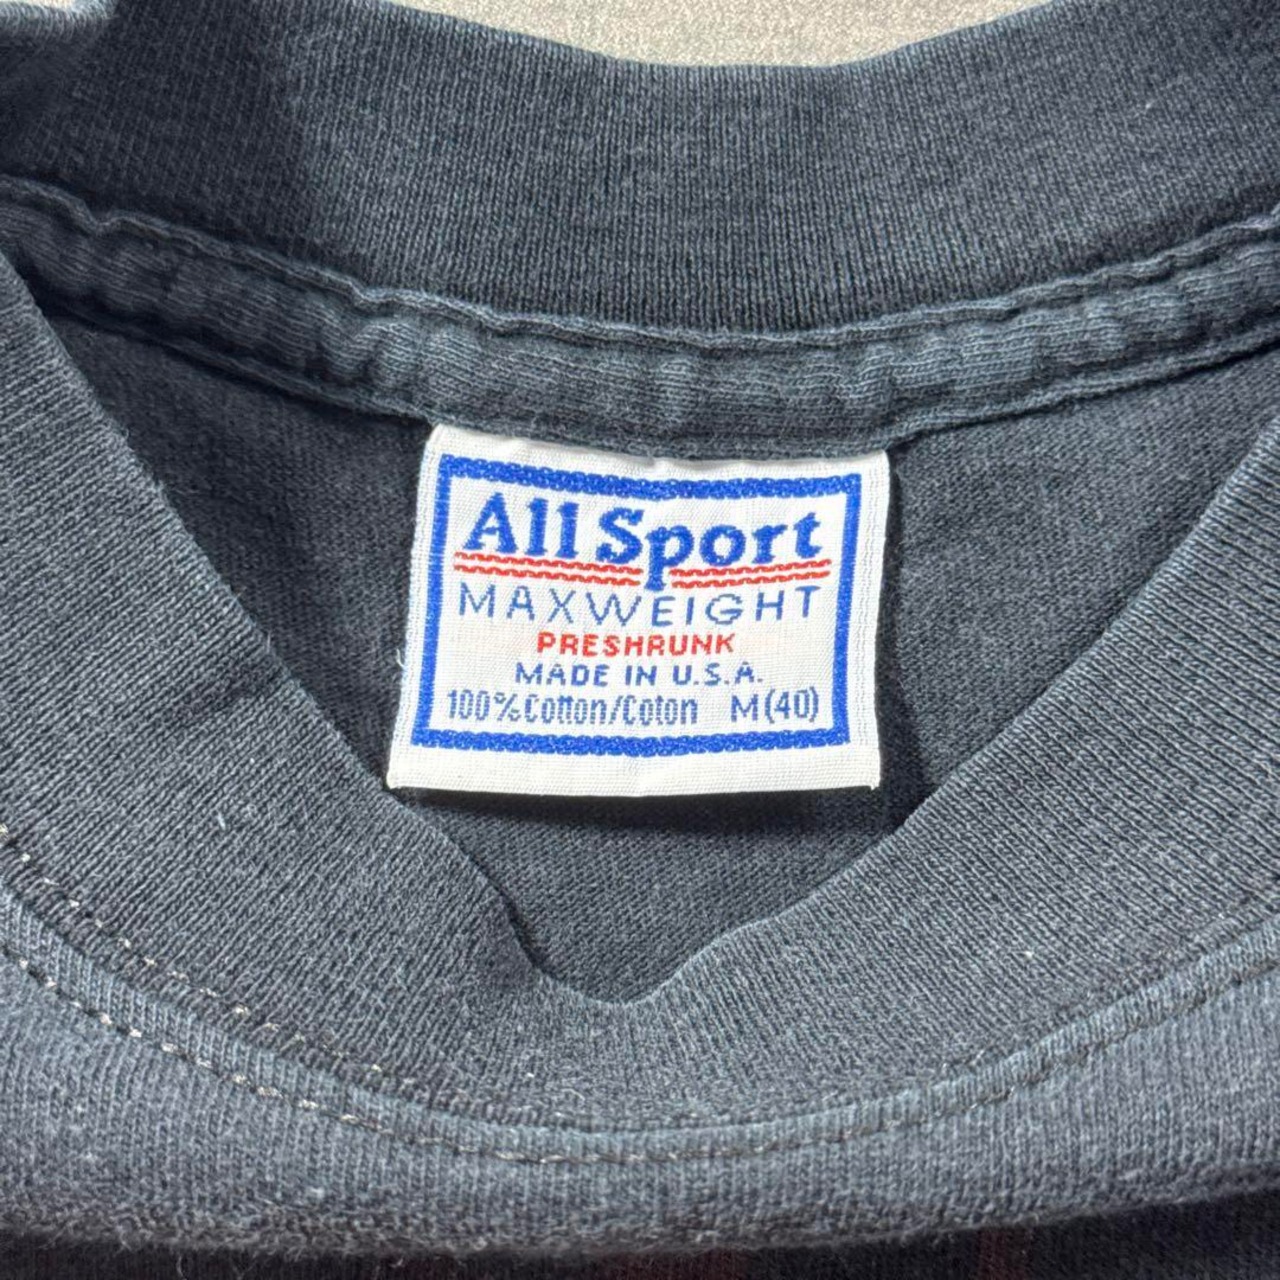 All Sport
MAXWEIGHT
PRESHRUNK
MADE IN U.S.A.
100% Cotton/Coton M(40)